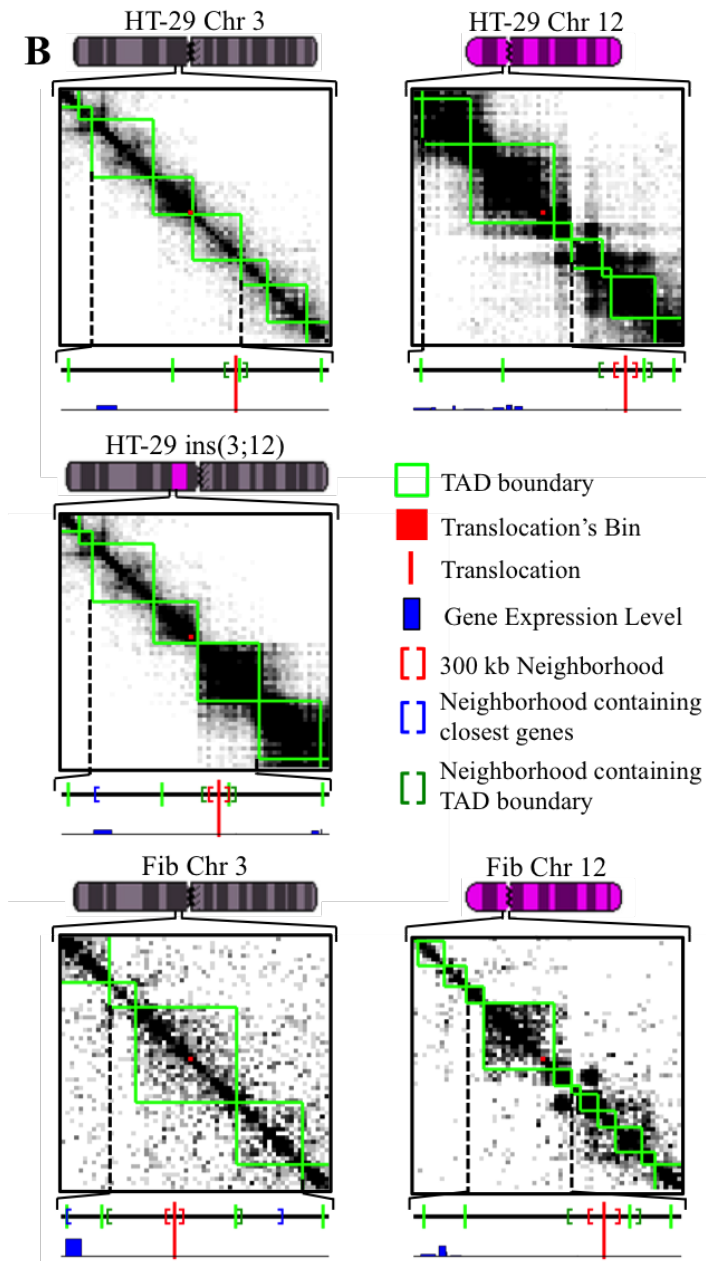 B
HT-29 Chr 3
HT-29 Chr 12
HT-29 ins(3;12)
TAD boundary
Translocation's Bin
Translocation
Gene Expression Level
300 kb Neighborhood
Neighborhood containing
closest genes
Neighborhood containing
TAD boundary
Fib Chr 3
Fib Chr 12